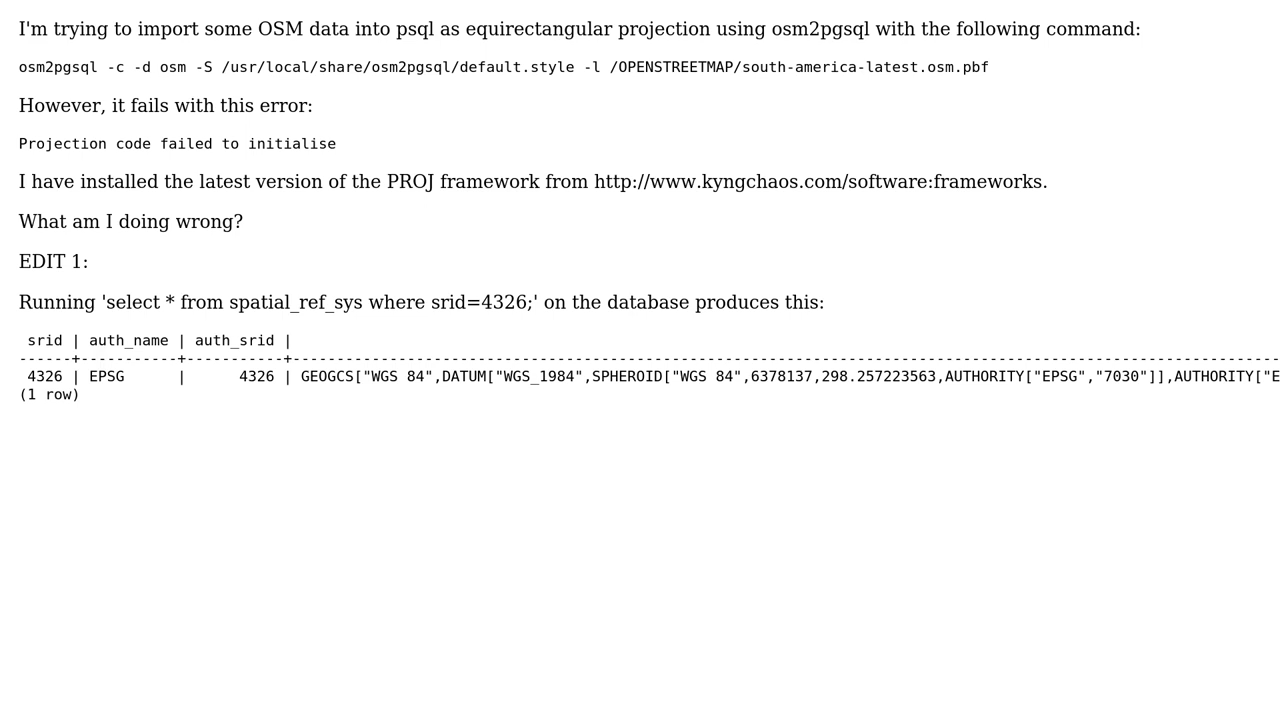 I'm trying to import some OSM data into psql as equirectangular projection using osm2pgsql with the following command:
osm2pgsql -c -d osm -S /usr/local/share/osm2pgsql/default.style -l /OPENSTREETMAP/south-america-latest.osm.pbf
However, it fails with this error:
Projection code failed to initialise
I have installed the latest version of the PROJ framework from http://www.kyngchaos.com/software:frameworks.
What am I doing wrong?
EDIT 1:
Running 'select * from spatial_ref_sys where srid=4326;' on the database produces this:
 srid | auth_name | auth_srid |
------+-----------+-----------+----------------------------------------------------------------------------------------------------------------
 4326 | EPSG      |      4326 | GEOGCS["WGS 84",DATUM["WGS_1984",SPHEROID["WGS 84",6378137,298.257223563,AUTHORITY["EPSG","7030"]],AUTHORITY["E
(1 row)